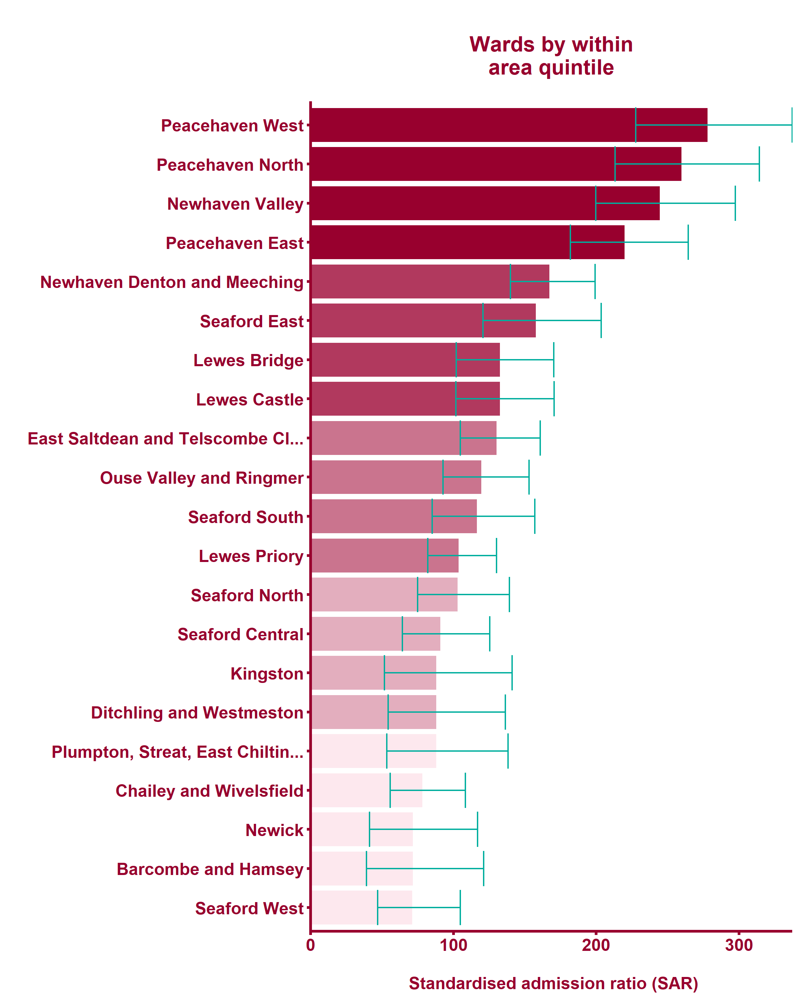 Wards by within
area quintile
Peacehaven West
Peacehaven North
Newhaven Valley
Peacehaven East
Newhaven Denton and Meeching
Seaford East
Lewes Bridge
Lewes Castle
East Saltdean and Telscombe Cl...
Ouse Valley and Ringmer
Seaford South
Lewes Priory
Seaford North
Seaford Central
Kingston
Ditchling and Westmeston
Plumpton, Streat, East Chiltin...
Chailey and Wivelsfield
Newick
Barcombe and Hamsey
Seaford West
0 100 200 300
Standardised admission ratio (SAR)